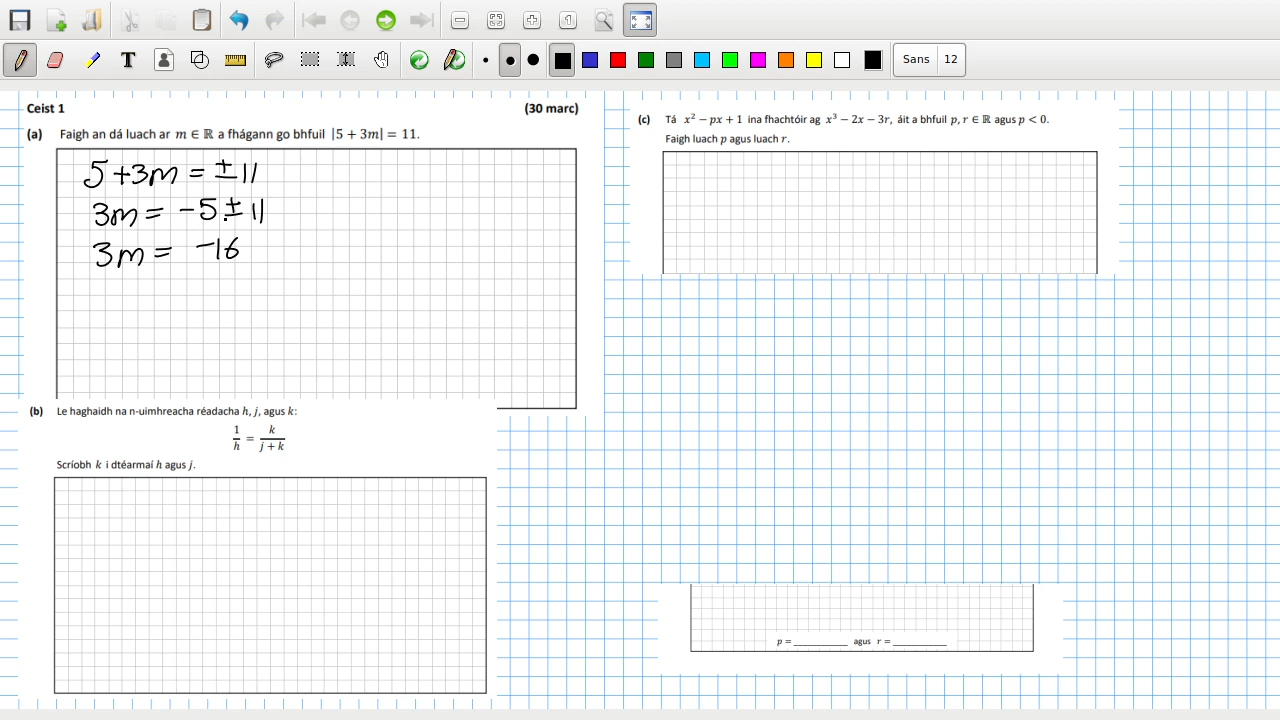 Sans 12
Ceist 1 (30 marc)
(a) Faigh an dá luach ar m ∈ ℝ a fhágann go bhfuil |5 + 3m| = 11.
5 + 3m = ± 11
3m = -5 ± 11
3m = -16
(b) Le haghaidh na n-uimhreacha réadacha h, j, agus k:
1/h = k/(j + k)
Scríobh k i dtéarmaí h agus j.
(c) Tá x² − px + 1 ina fhachtóir ag x³ − 2x − 3r, áit a bhfuil p, r ∈ ℝ agus p < 0.
Faigh luach p agus luach r.
p = __________ agus r = __________